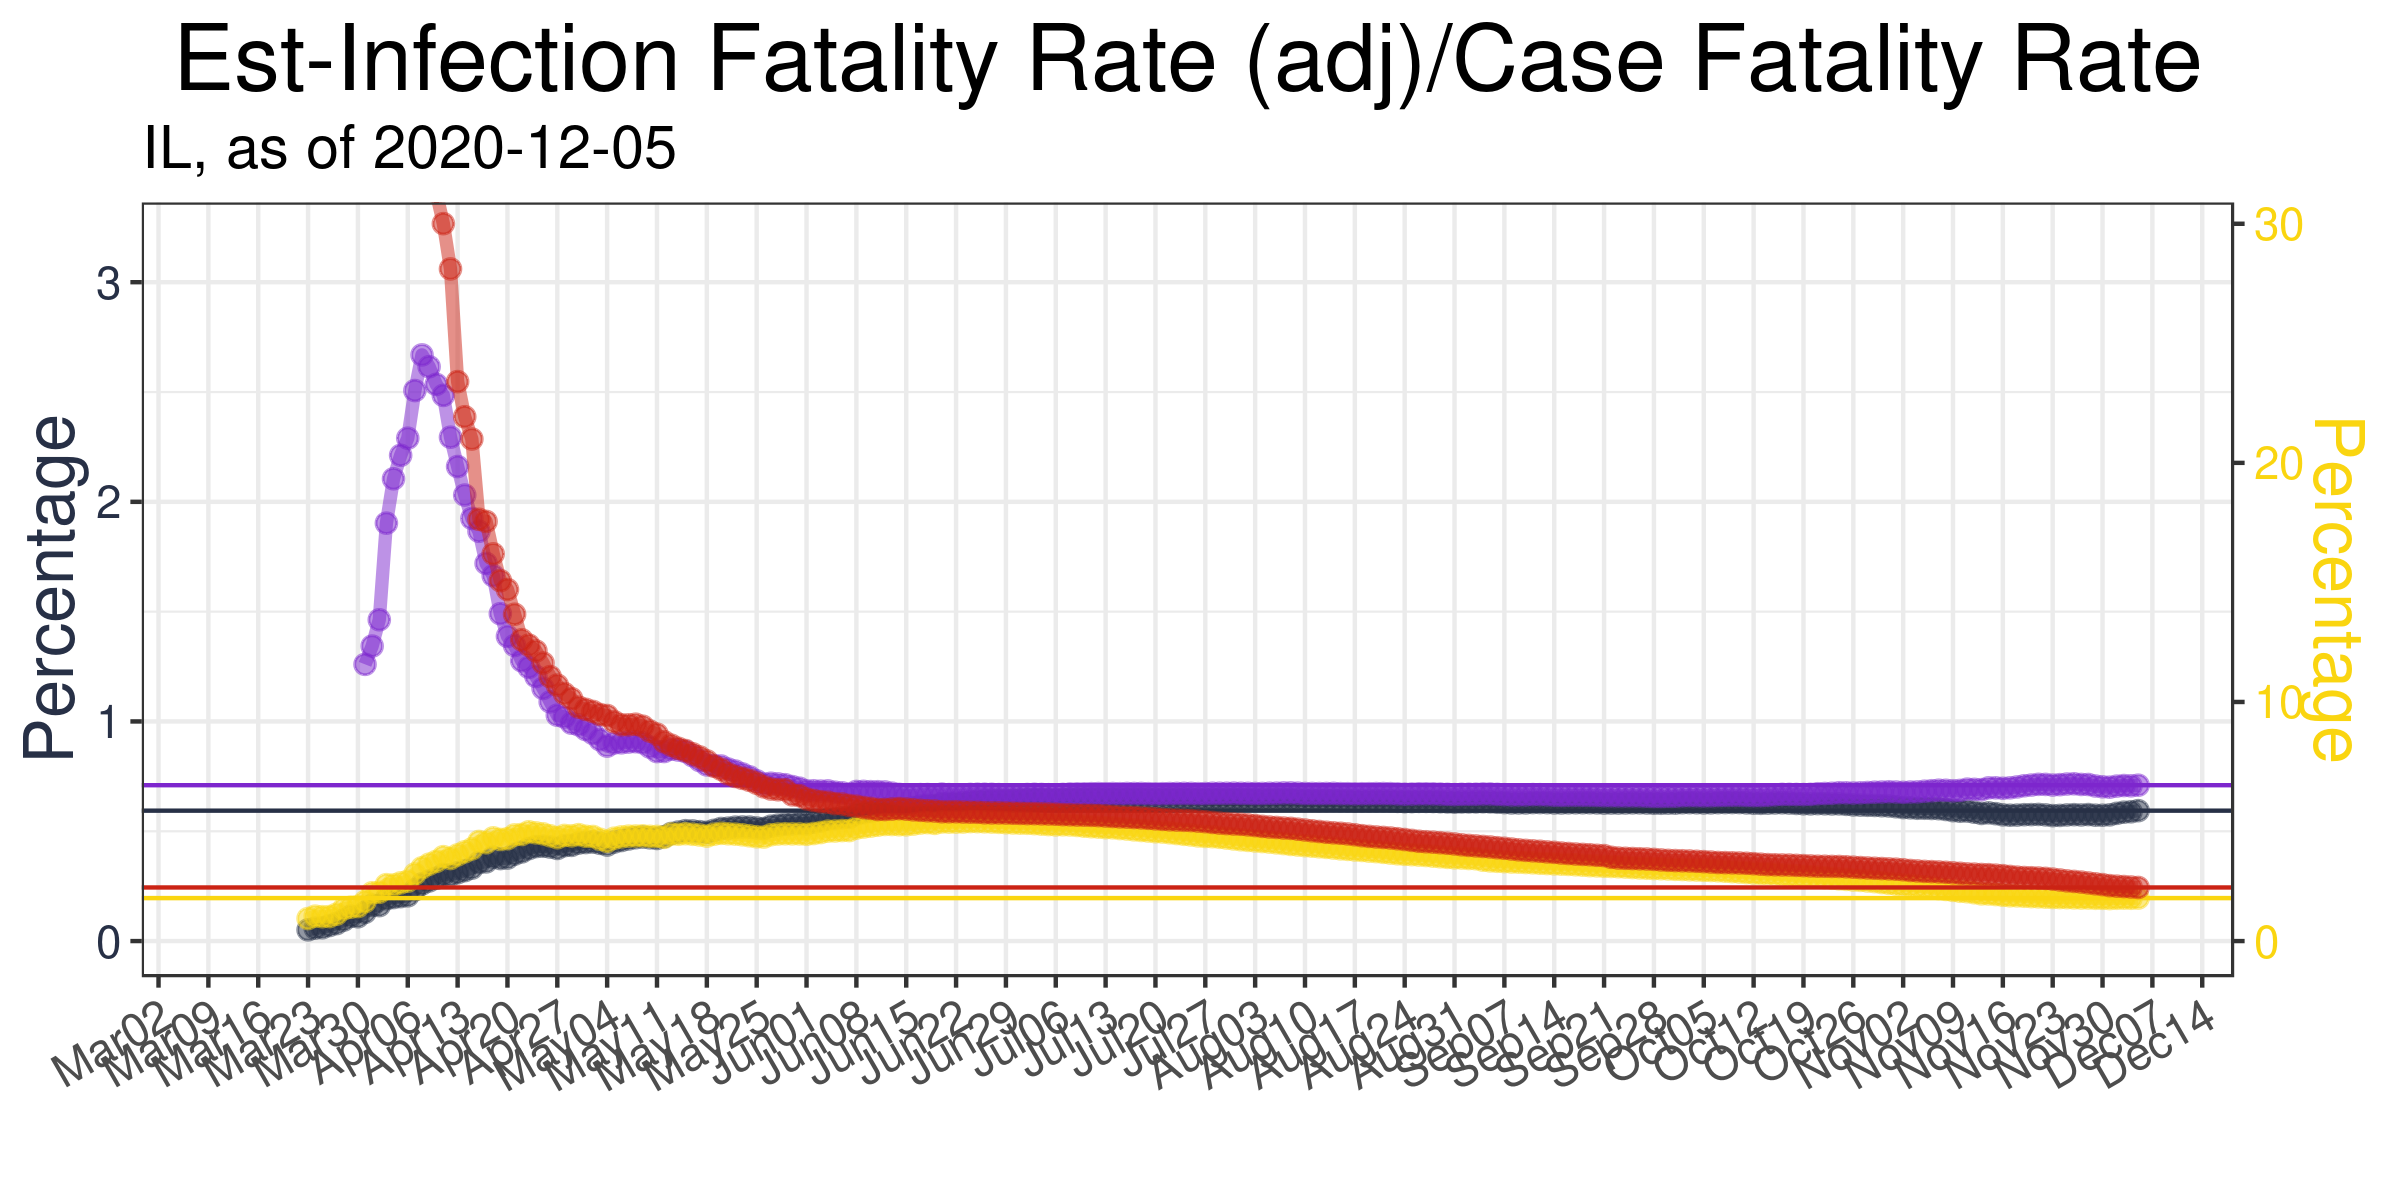 Est-Infection Fatality Rate (adj)/Case Fatality Rate
IL, as of 2020-12-05
Percentage
3
2
1
0
30
20
10
0
Percentage
Mar02
Mar09
Mar16
Mar23
Mar30
Apr06
Apr13
Apr20
Apr27
May04
May11
May18
May25
Jun01
Jun08
Jun15
Jun22
Jun29
Jul06
Jul13
Jul20
Jul27
Aug03
Aug10
Aug17
Aug24
Aug31
Sep07
Sep14
Sep21
Sep28
Oct05
Oct12
Oct19
Oct26
Nov02
Nov09
Nov16
Nov23
Nov30
Dec07
Dec14